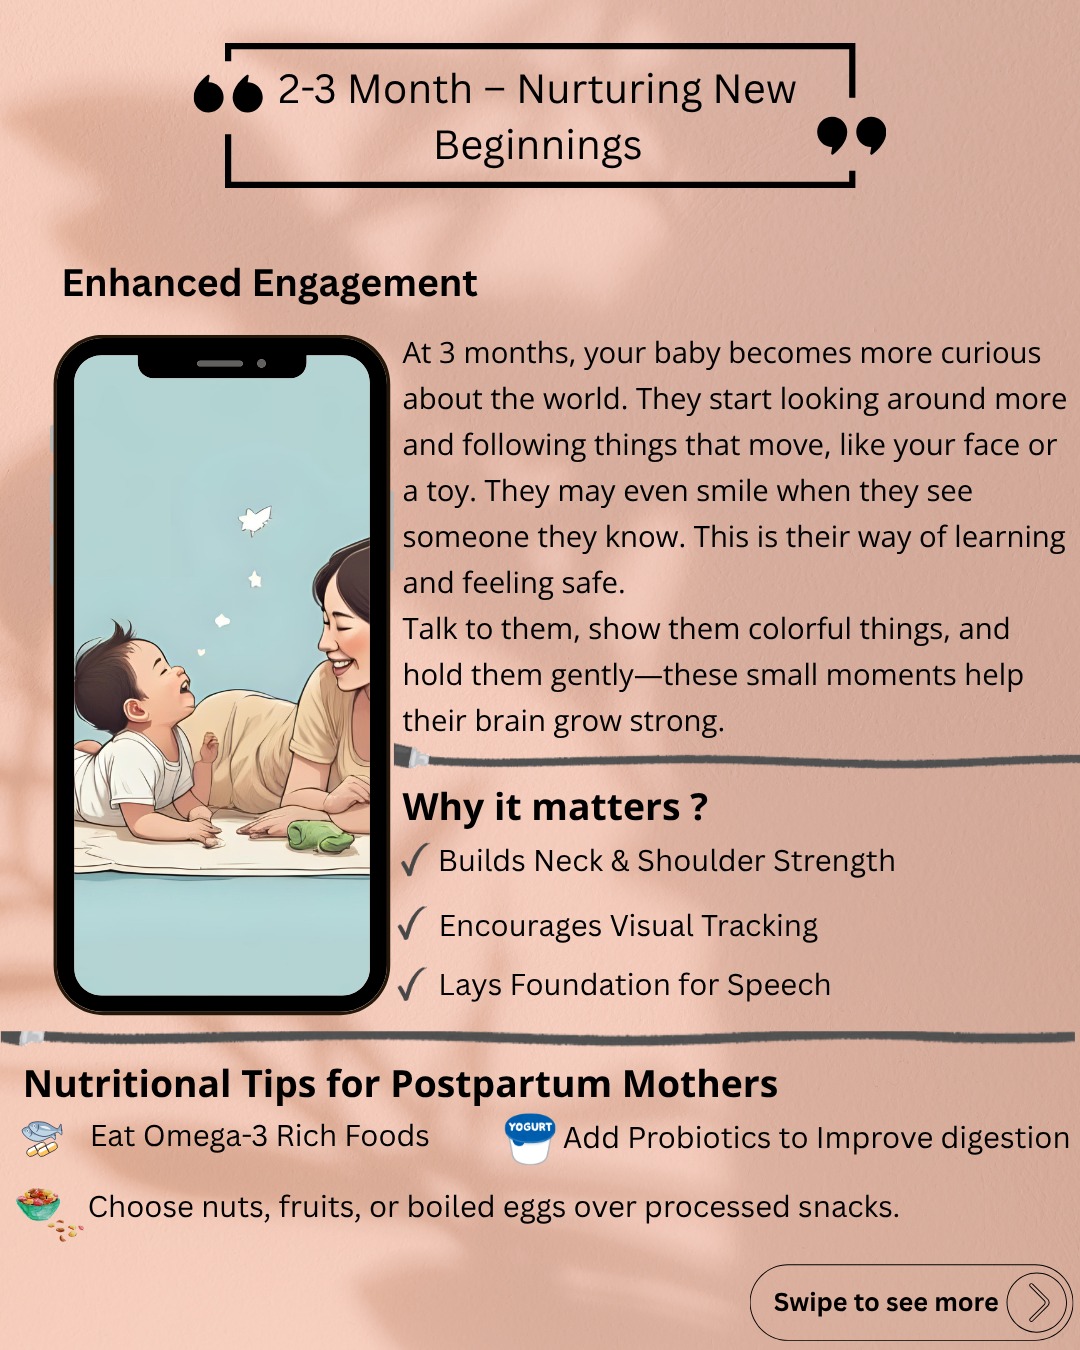 2-3 Month – Nurturing New
Beginnings
Enhanced Engagement
At 3 months, your baby becomes more curious
about the world. They start looking around more
and following things that move, like your face or
a toy. They may even smile when they see
someone they know. This is their way of learning
and feeling safe.
Talk to them, show them colorful things, and
hold them gently—these small moments help
their brain grow strong.
Why it matters ?
Builds Neck & Shoulder Strength
Encourages Visual Tracking
Lays Foundation for Speech
Nutritional Tips for Postpartum Mothers
Eat Omega-3 Rich Foods
YOGURT
Add Probiotics to Improve digestion
Choose nuts, fruits, or boiled eggs over processed snacks.
Swipe to see more